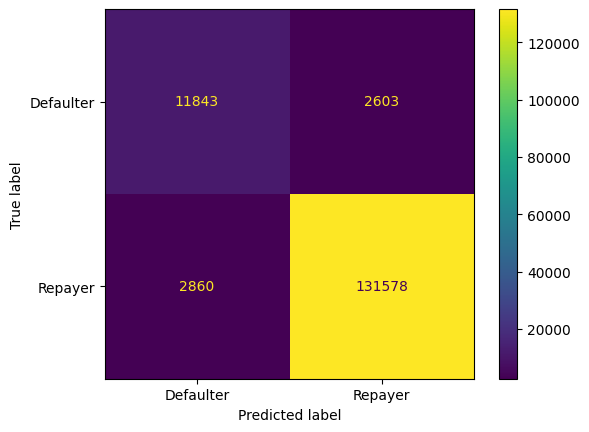 Defaulter
Repayer
True label
11843
2603
2860
131578
Defaulter
Repayer
Predicted label
120000
100000
80000
60000
40000
20000